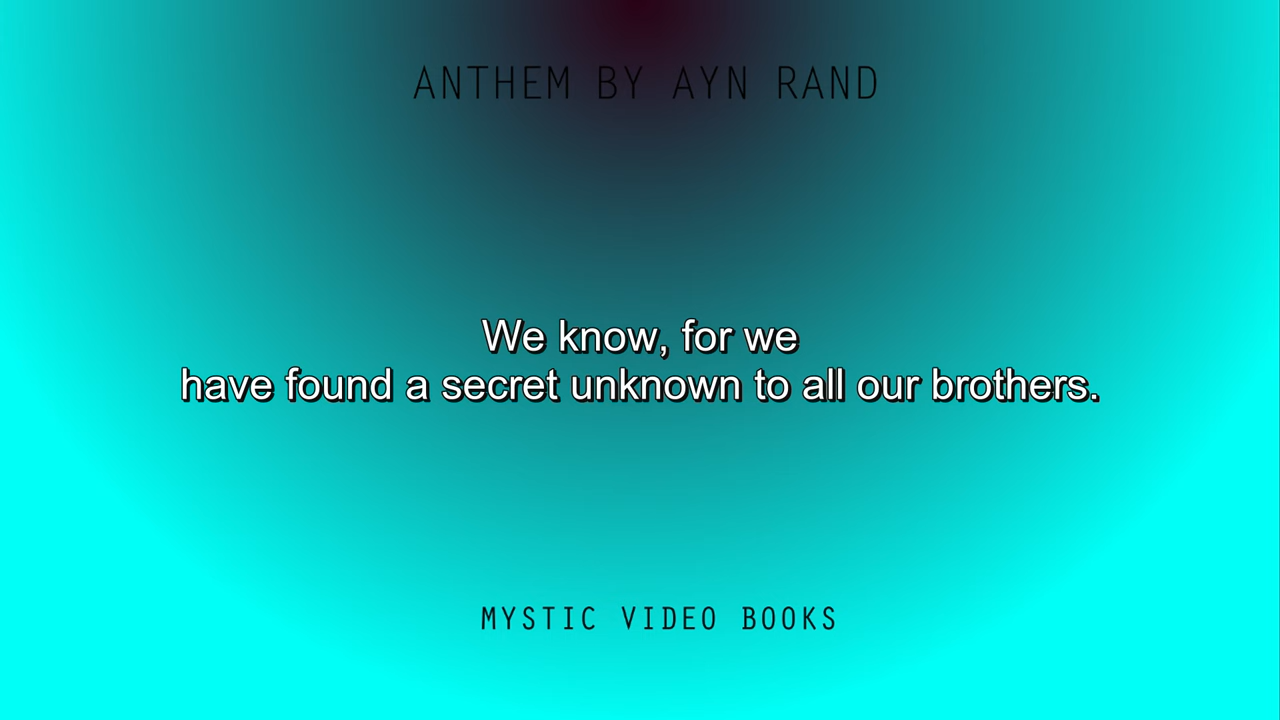 ANTHEM BY AYN RAND
We know, for we
have found a secret unknown to all our brothers.
MYSTIC VIDEO BOOKS